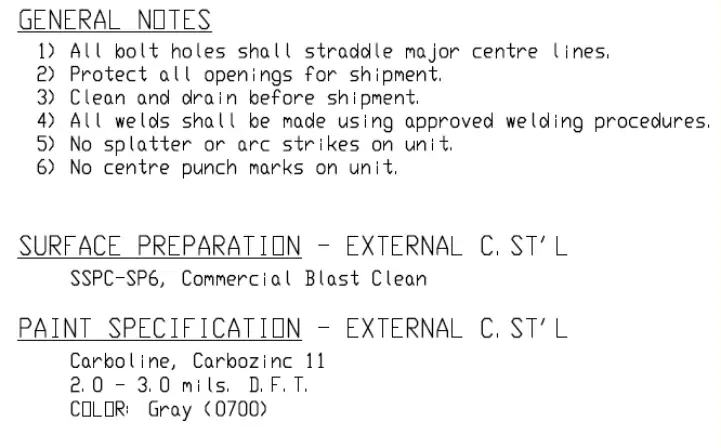 GENERAL NOTES
1) All bolt holes shall straddle major centre lines.
2) Protect all openings for shipment.
3) Clean and drain before shipment.
4) All welds shall be made using approved welding procedures.
5) No splatter or arc strikes on unit.
6) No centre punch marks on unit.
SURFACE PREPARATION - EXTERNAL C. ST'L
SSPC-SP6, Commercial Blast Clean
PAINT SPECIFICATION - EXTERNAL C. ST'L
Carboline, Carbozinc 11
2.0 - 3.0 mils. D.F.T.
COLOR: Gray (0700)